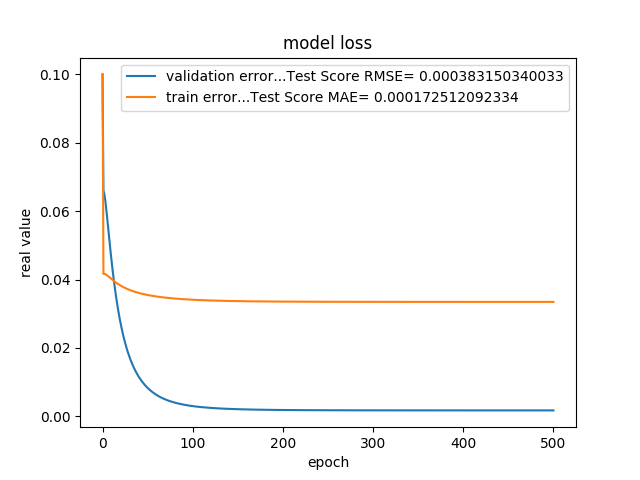 model loss
validation error...Test Score RMSE= 0.000383150340033
train error...Test Score MAE= 0.000172512092334
real value
0.10
0.08
0.06
0.04
0.02
0.00
0 100 200 300 400 500
epoch